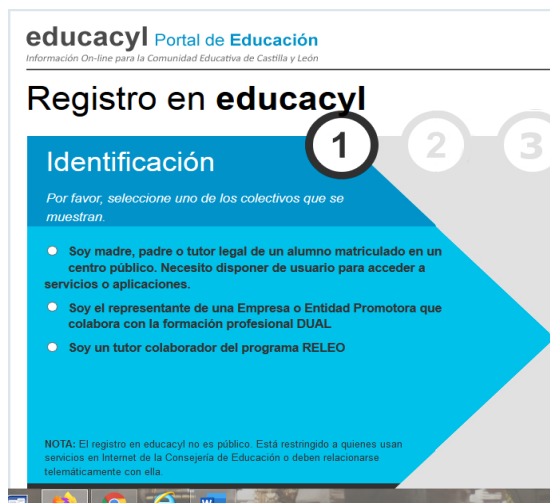 educacyl Portal de Educación
Información On-line para la Comunidad Educativa de Castilla y León
Registro en educacyl
1 2 3
Identificación
Por favor, seleccione uno de los colectivos que se
muestran.
Soy madre, padre o tutor legal de un alumno matriculado en un
centro público. Necesito disponer de usuario para acceder a
servicios o aplicaciones.
Soy el representante de una Empresa o Entidad Promotora que
colabora con la formación profesional DUAL
Soy un tutor colaborador del programa RELEO
NOTA: El registro en educacyl no es público. Está restringido a quienes usan
servicios en Internet de la Consejería de Educación o deben relacionarse
telemáticamente con ella.